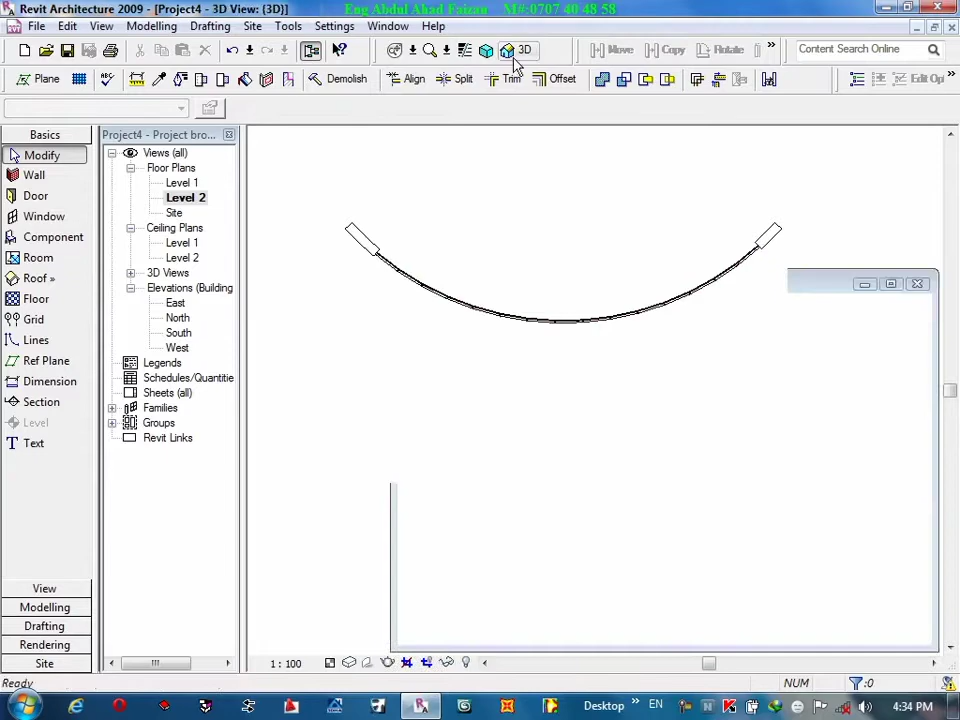 Revit Architecture 2009 - [Project4 - 3D View: {3D}]
Eng Abdul Ahad Faizan M#:0707 40 48 58
File Edit View Modelling Drafting Site Tools Settings Window Help
3D Move Copy Rotate » Content Search Online
Plane Demolish Align Split Trim Offset Edit Op
Basics
Modify
Wall
Door
Window
Component
Room
Roof »
Floor
Grid
Lines
Ref Plane
Dimension
Section
Level
Text
View
Modelling
Drafting
Rendering
Site
Project4 - Project bro...
Views (all)
Floor Plans
Level 1
Level 2
Site
Ceiling Plans
Level 1
Level 2
3D Views
Elevations (Building
East
North
South
West
Legends
Schedules/Quantitie
Sheets (all)
Families
Groups
Revit Links
1 : 100
Ready NUM :0
Desktop » EN 4:34 PM